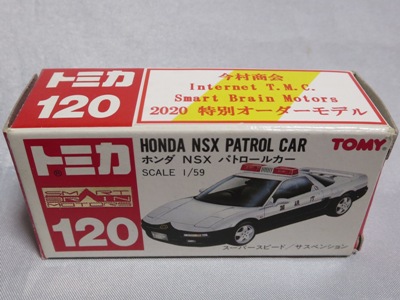 トミカ
120
今村商会
Internet T.M.C.
Smart Brain Motors
2020 特別オーダーモデル
トミカ
SMART
BRAIN
MOTORS
120
HONDA NSX PATROL CAR
ホンダ NSX パトロールカー
SCALE 1/59
TOMY
警視庁
スーパースピード/サスペンション